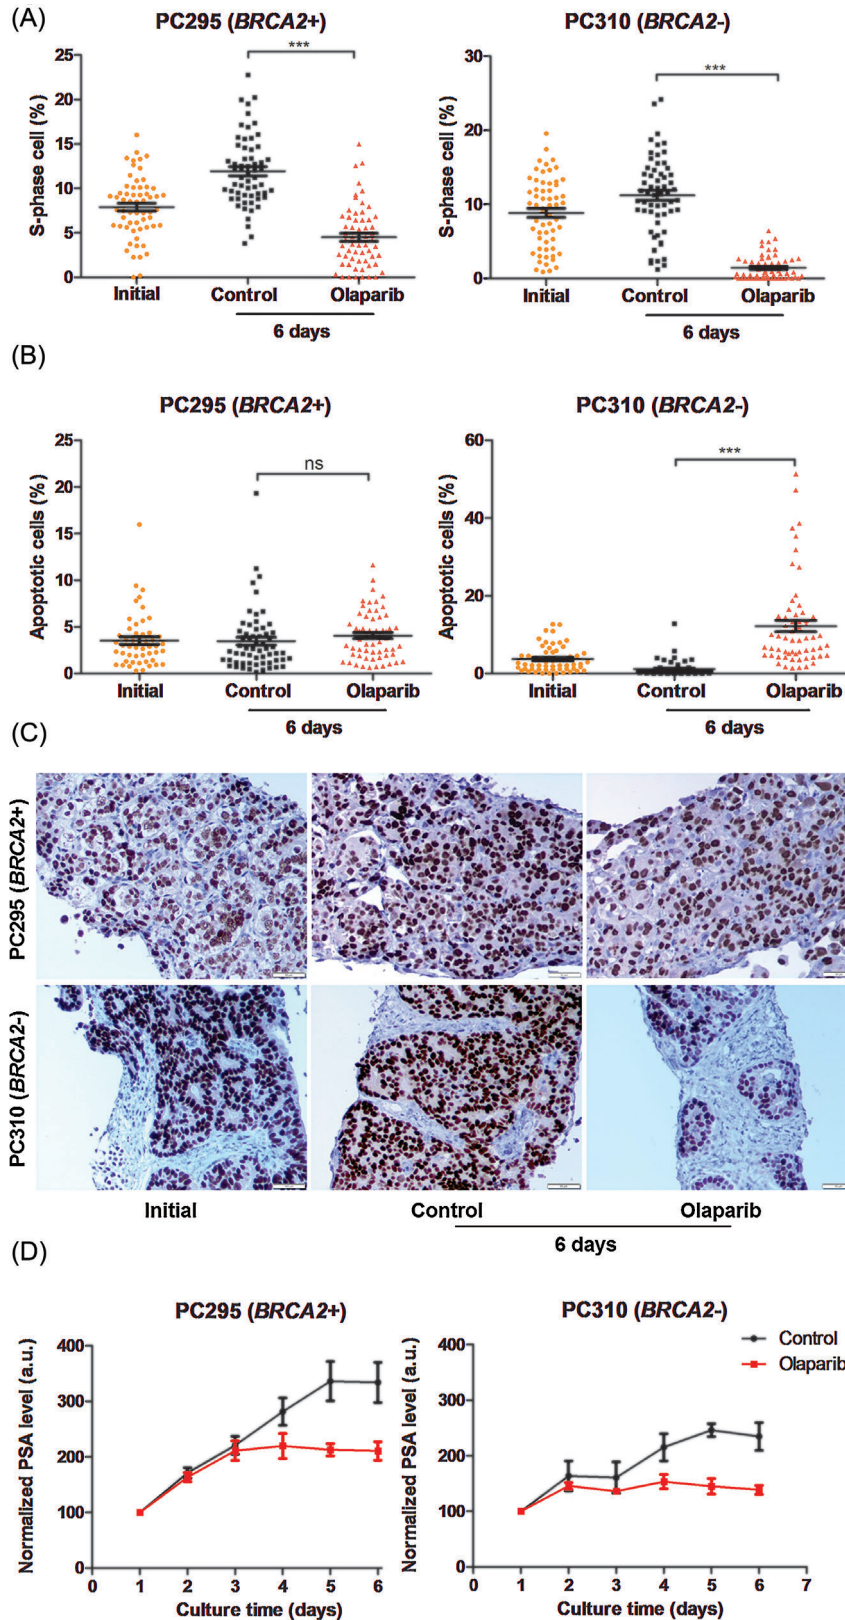 (A)
PC295 (BRCA2+)
PC310 (BRCA2-)
S-phase cell (%)
25
20
15
10
5
0
***
Initial
Control
Olaparib
6 days
S-phase cell (%)
30
20
10
0
***
Initial
Control
Olaparib
6 days
(B)
PC295 (BRCA2+)
PC310 (BRCA2-)
Apoptotic cells (%)
25
20
15
10
5
0
ns
Initial
Control
Olaparib
6 days
Apoptotic cells (%)
60
40
20
0
***
Initial
Control
Olaparib
6 days
(C)
PC295 (BRCA2+)
PC310 (BRCA2-)
Initial
Control
Olaparib
6 days
(D)
PC295 (BRCA2+)
PC310 (BRCA2-)
Normalized PSA level (a.u.)
400
300
200
100
0
0 1 2 3 4 5 6
Culture time (days)
Normalized PSA level (a.u.)
400
300
200
100
0
0 1 2 3 4 5 6 7
Culture time (days)
Control
Olaparib